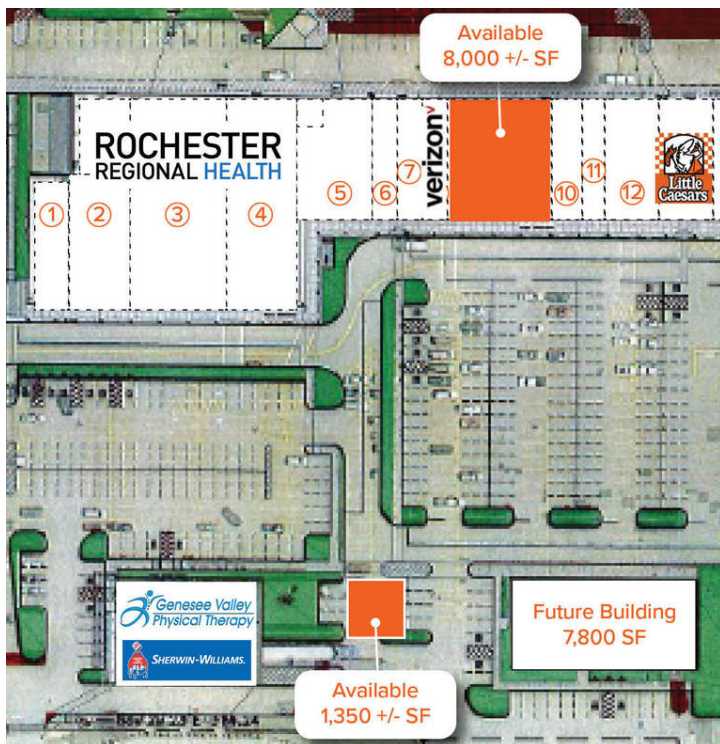 Available
8,000 +/- SF
ROCHESTER
REGIONAL HEALTH
verizon
Little
Caesars
1
2
3
4
5
6
7
10
11
12
Genesee Valley
Physical Therapy
SHERWIN-WILLIAMS.
Future Building
7,800 SF
Available
1,350 +/- SF